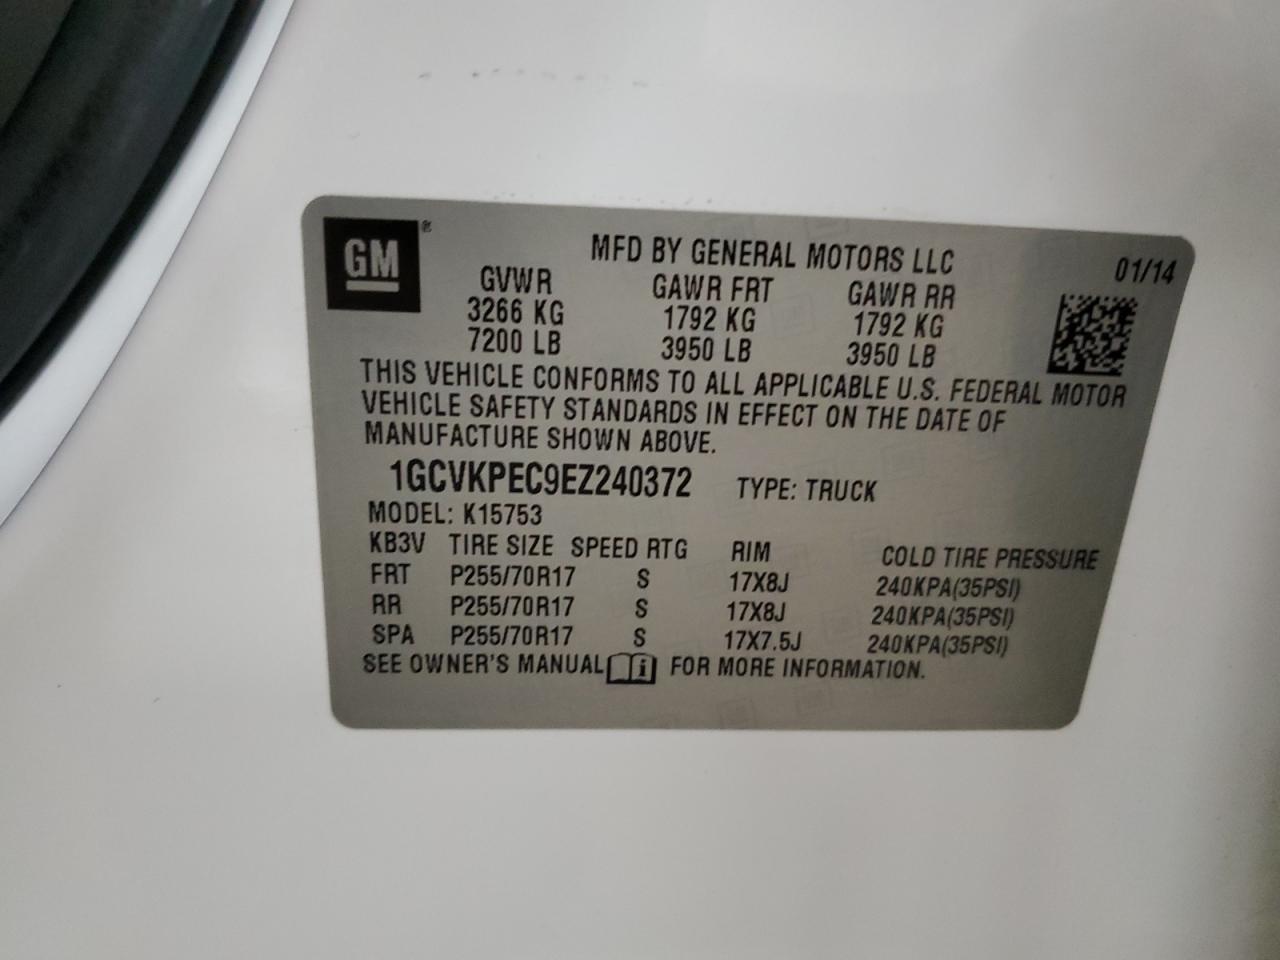 GM ®
MFD BY GENERAL MOTORS LLC 01/14
GVWR GAWR FRT GAWR RR
3266 KG 1792 KG 1792 KG
7200 LB 3950 LB 3950 LB
THIS VEHICLE CONFORMS TO ALL APPLICABLE U.S. FEDERAL MOTOR
VEHICLE SAFETY STANDARDS IN EFFECT ON THE DATE OF
MANUFACTURE SHOWN ABOVE.
1GCVKPEC9EZ240372 TYPE: TRUCK
MODEL: K15753
KB3V TIRE SIZE SPEED RTG RIM COLD TIRE PRESSURE
FRT P255/70R17 S 17X8J 240KPA(35PSI)
RR P255/70R17 S 17X8J 240KPA(35PSI)
SPA P255/70R17 S 17X7.5J 240KPA(35PSI)
SEE OWNER'S MANUAL i FOR MORE INFORMATION.